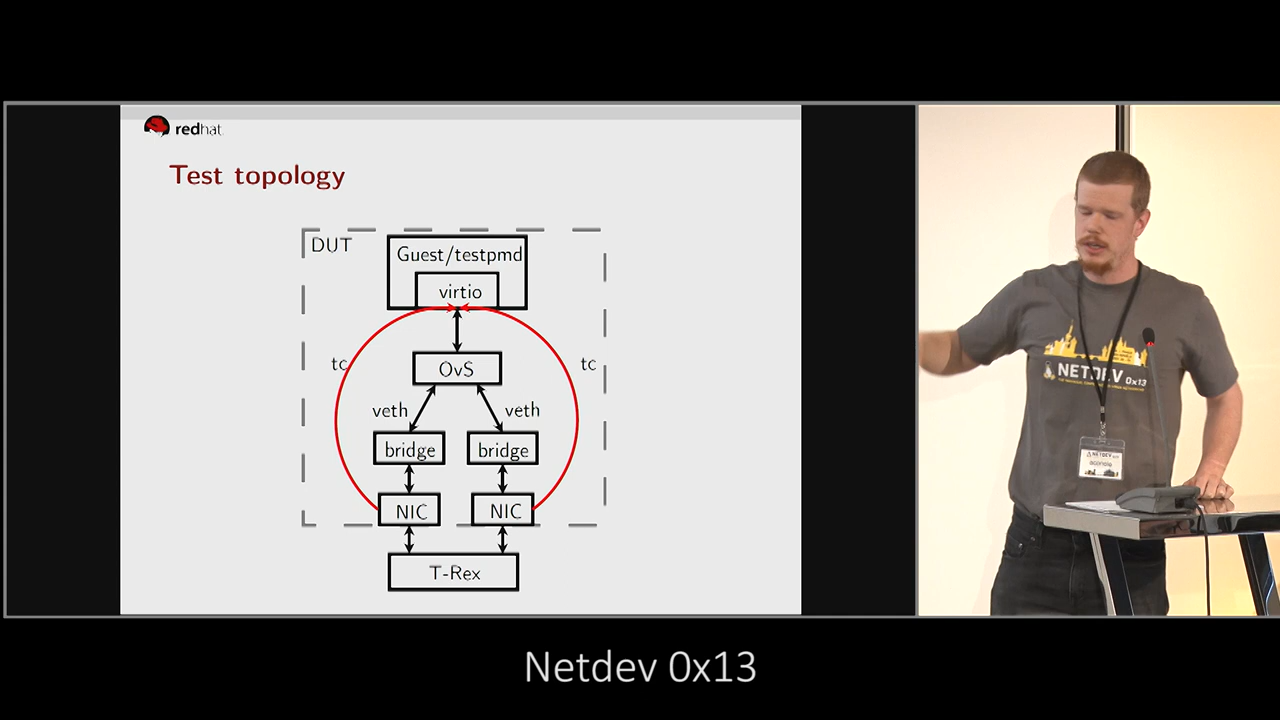 redhat
Test topology
DUT
Guest/testpmd
virtio
tc
tc
OvS
veth
veth
bridge
bridge
NIC
NIC
T-Rex
NETDEV 0x13
NETDEV
Netdev 0x13